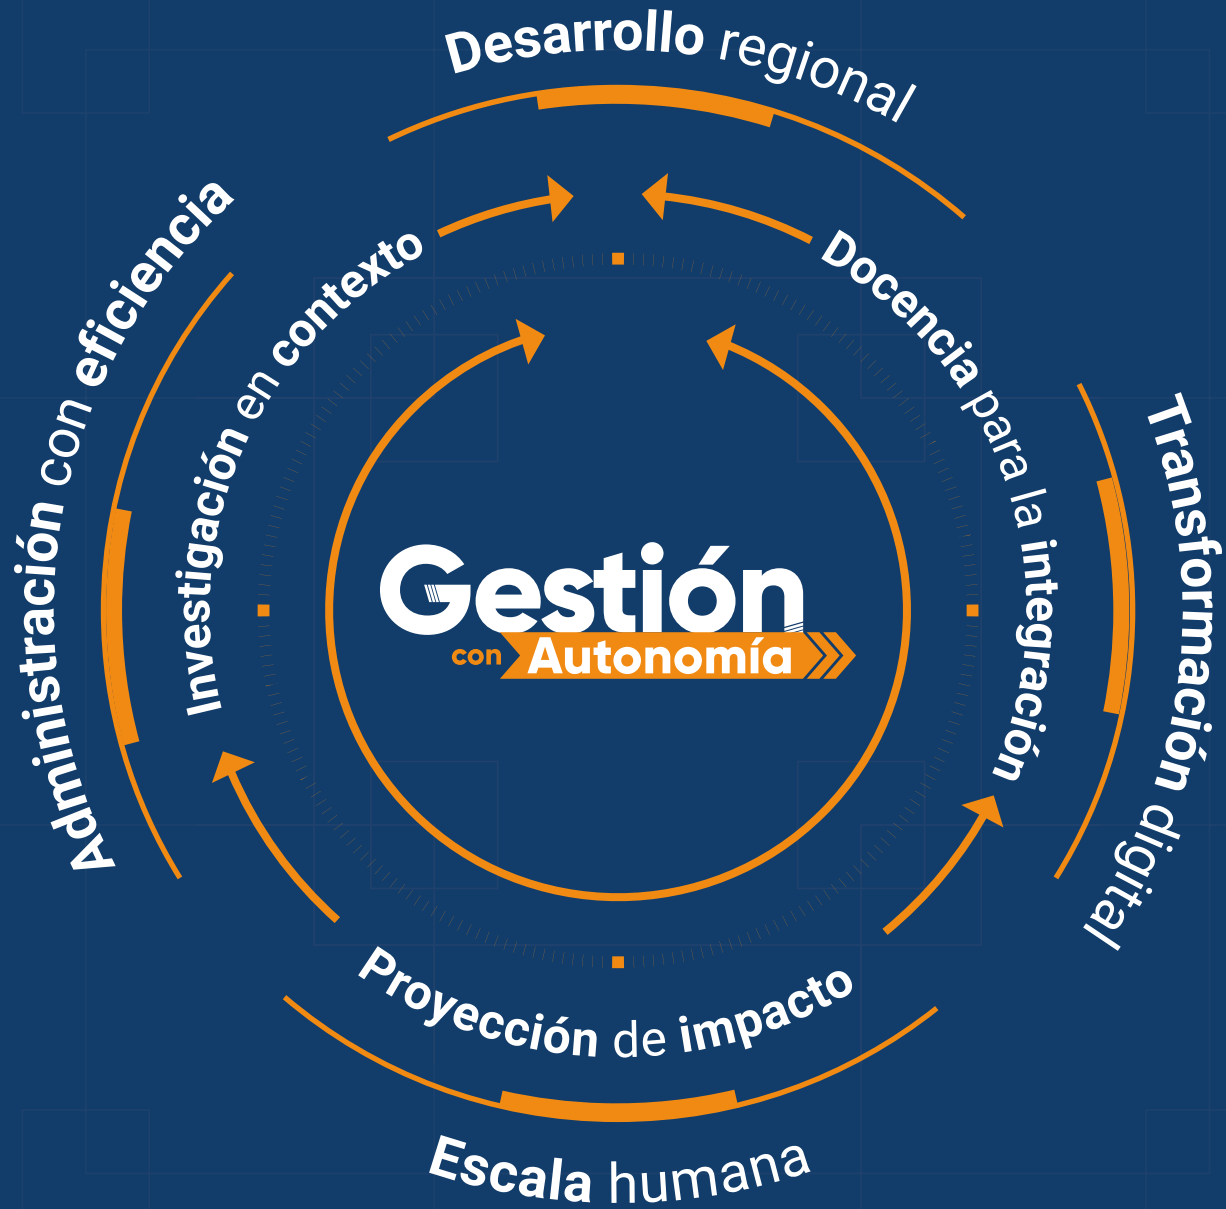 Desarrollo regional
Administración con eficiencia
Investigación en contexto
Docencia para la integración
Transformación digital
Gestión
con Autonomía
Proyección de impacto
Escala humana